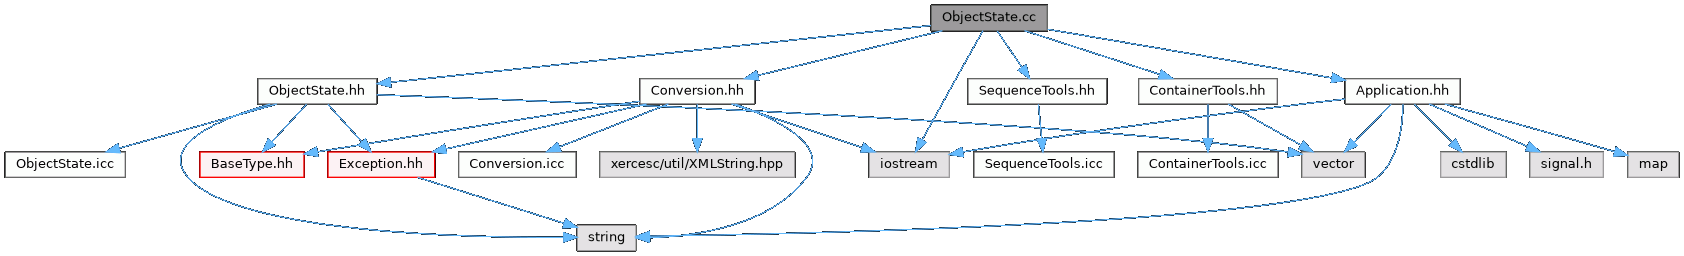 ObjectState.cc
ObjectState.hh
Conversion.hh
SequenceTools.hh
ContainerTools.hh
Application.hh
ObjectState.icc
BaseType.hh
Exception.hh
Conversion.icc
xercesc/util/XMLString.hpp
iostream
SequenceTools.icc
ContainerTools.icc
vector
cstdlib
signal.h
map
string